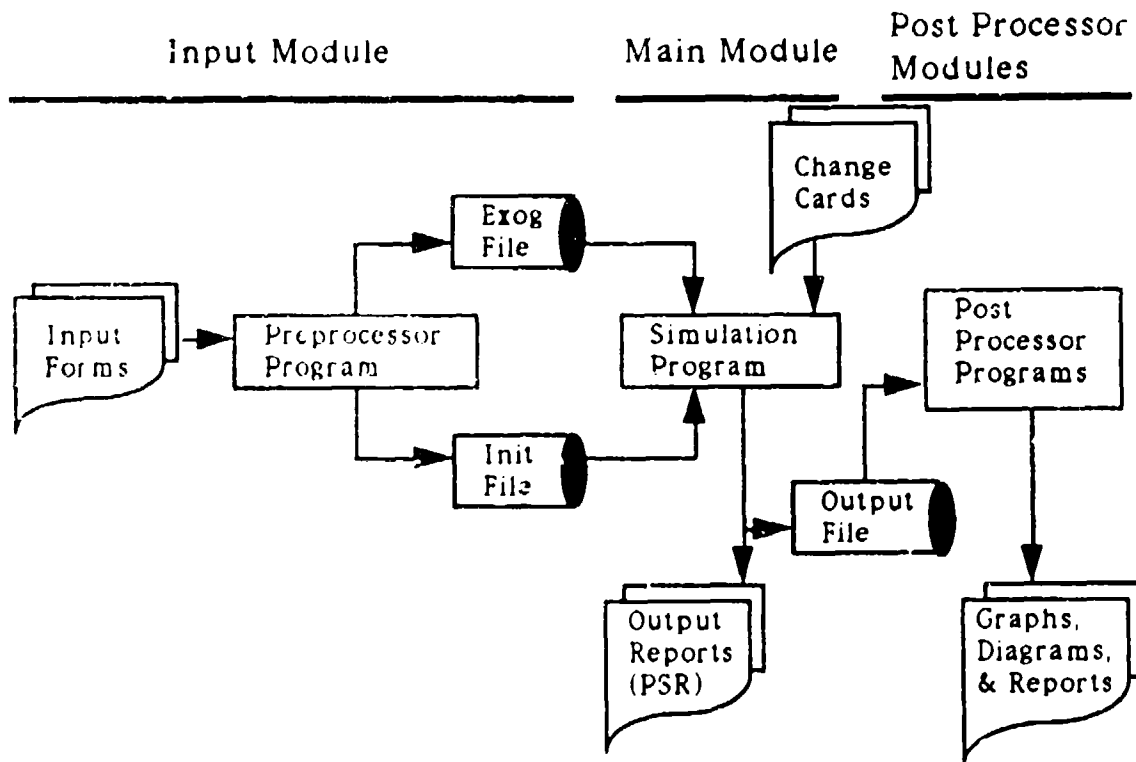 Input Module
Main Module
Post Processor
Modules
Change
Cards
Exog
File
Input
Forms
Preprocessor
Program
Simulation
Program
Post
Processor
Programs
Init
File
Output
File
Output
Reports
(PSR)
Graphs,
Diagrams,
& Reports